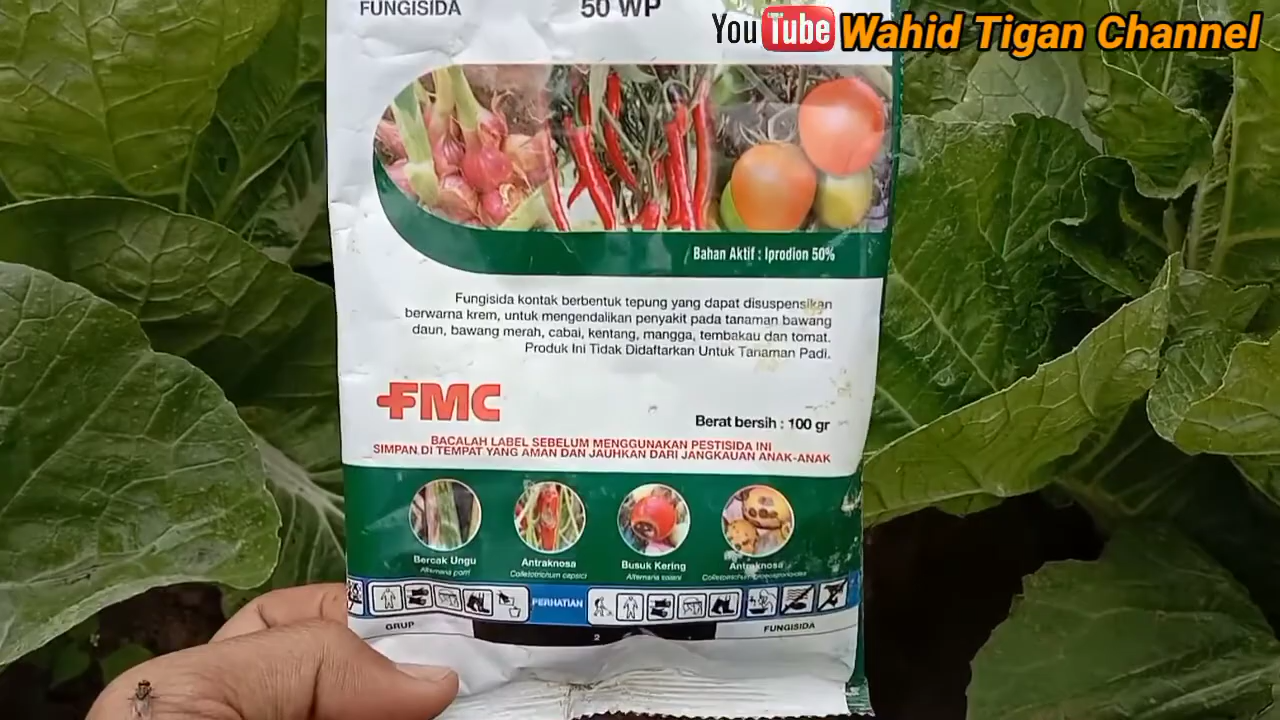 FUNGISIDA 50 WP
YouTube Wahid Tigan Channel
Bahan Aktif : Iprodion 50%
Fungisida kontak berbentuk tepung yang dapat disuspensikan
berwarna krem, untuk mengendalikan penyakit pada tanaman bawang
daun, bawang merah, cabai, kentang, mangga, tembakau dan tomat.
Produk Ini Tidak Didaftarkan Untuk Tanaman Padi.
FMC
Berat bersih : 100 gr
BACALAH LABEL SEBELUM MENGGUNAKAN PESTISIDA INI
SIMPAN DI TEMPAT YANG AMAN DAN JAUHKAN DARI JANGKAUAN ANAK-ANAK
Bercak Ungu Antraknosa Busuk Kering Antraknosa
Alternaria porri Colletotrichum capsici Alternaria solani Colletotrichum gloeosporioides
PERHATIAN
GRUP 2 FUNGISIDA